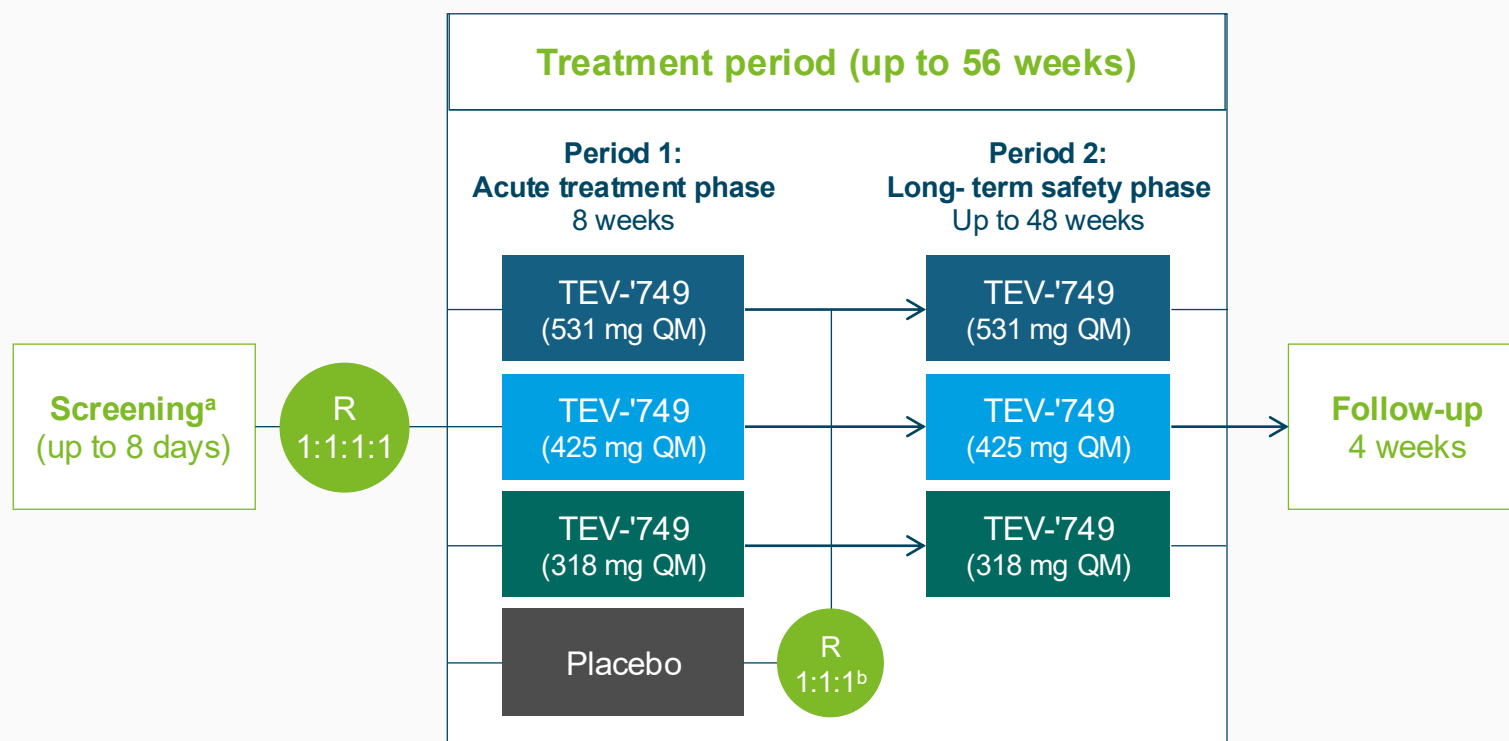 Treatment period (up to 56 weeks)
Period 1:
Acute treatment phase
8 weeks
Period 2:
Long- term safety phase
Up to 48 weeks
Screeningᵃ
(up to 8 days)
R
1:1:1:1
TEV-'749
(531 mg QM)
TEV-'749
(531 mg QM)
TEV-'749
(425 mg QM)
TEV-'749
(425 mg QM)
TEV-'749
(318 mg QM)
TEV-'749
(318 mg QM)
Placebo
R
1:1:1ᵇ
Follow-up
4 weeks